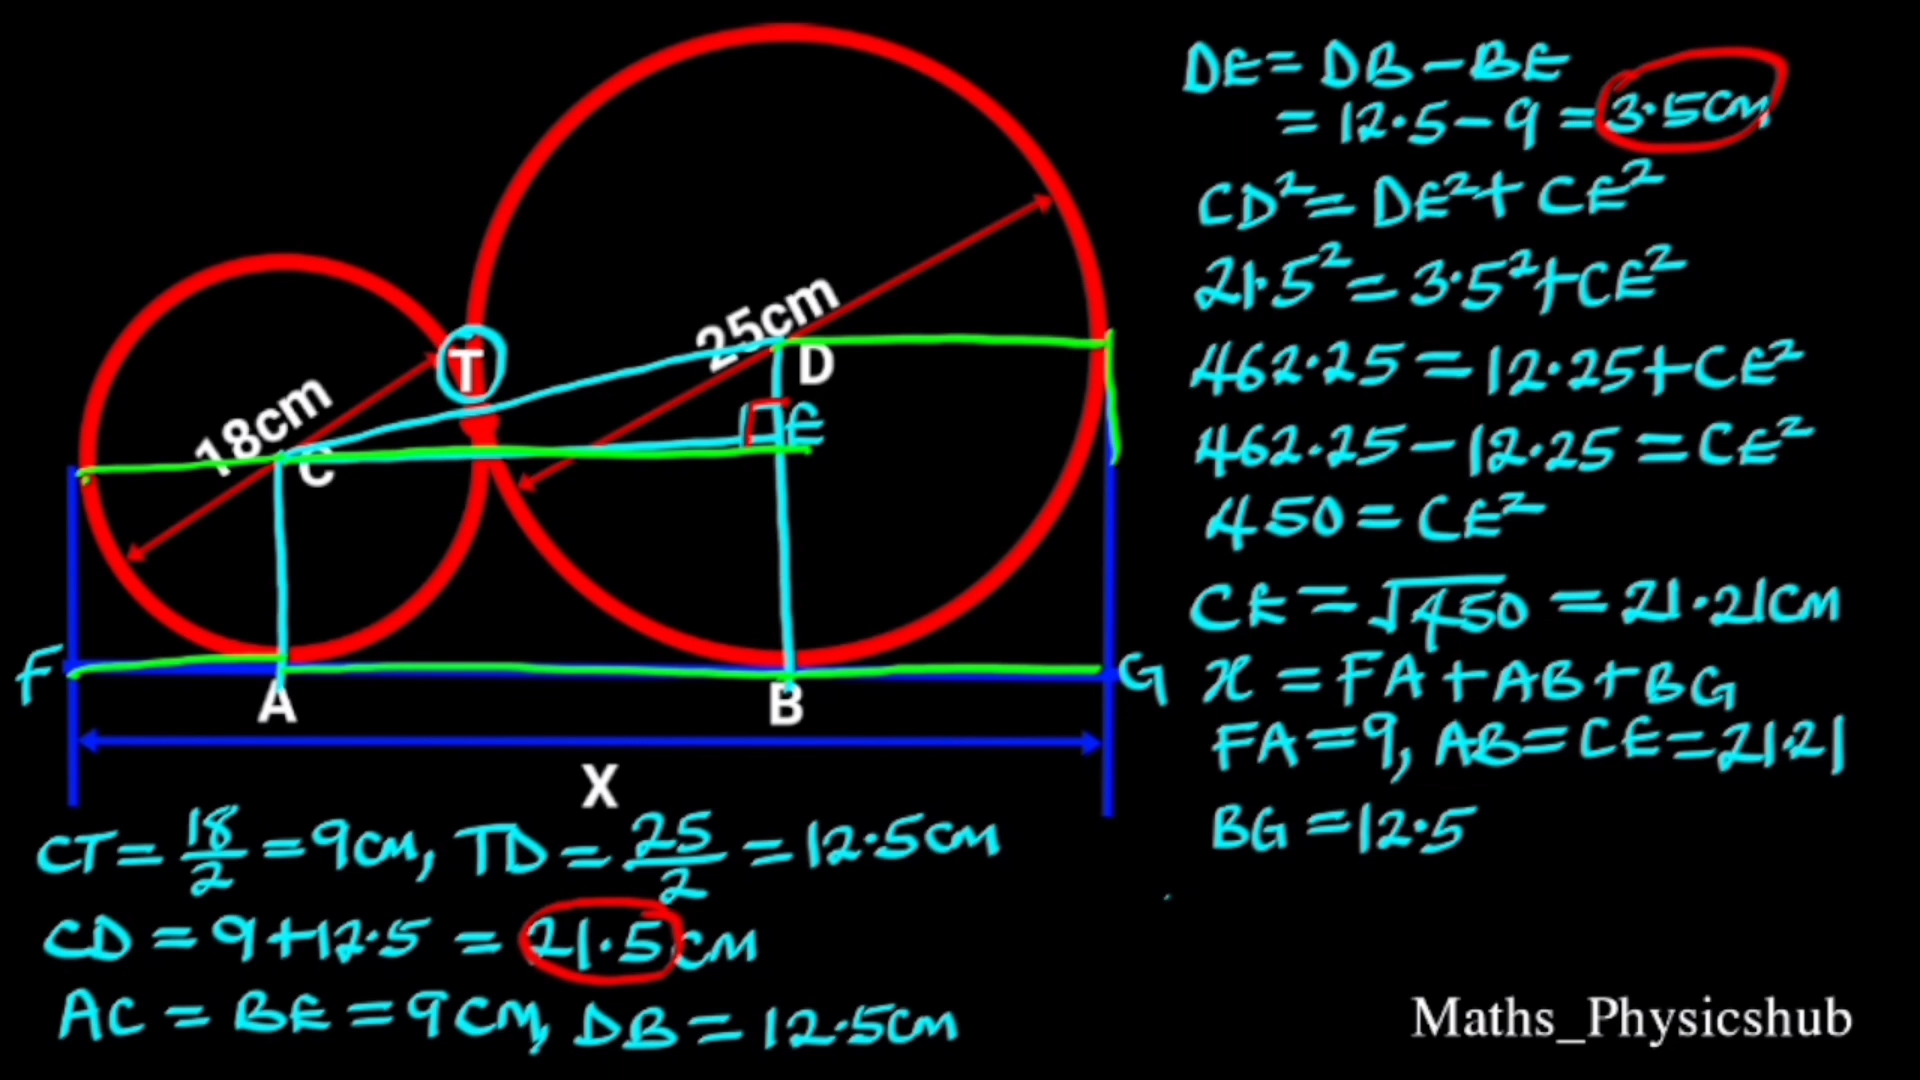 25cm
T
D
18cm
C
E
F
A
B
G
X
CT = 18/2 = 9cm, TD = 25/2 = 12.5cm
CD = 9+12.5 = 21.5cm
AC = BE = 9cm, DB = 12.5cm
DE = DB - BE
= 12.5 - 9 = 3.5cm
CD² = DE² + CE²
21.5² = 3.5² + CE²
462.25 = 12.25 + CE²
462.25 - 12.25 = CE²
450 = CE²
CE = √450 = 21.21cm
x = FA + AB + BG
FA = 9, AB = CE = 21.21
BG = 12.5
Maths_Physicshub